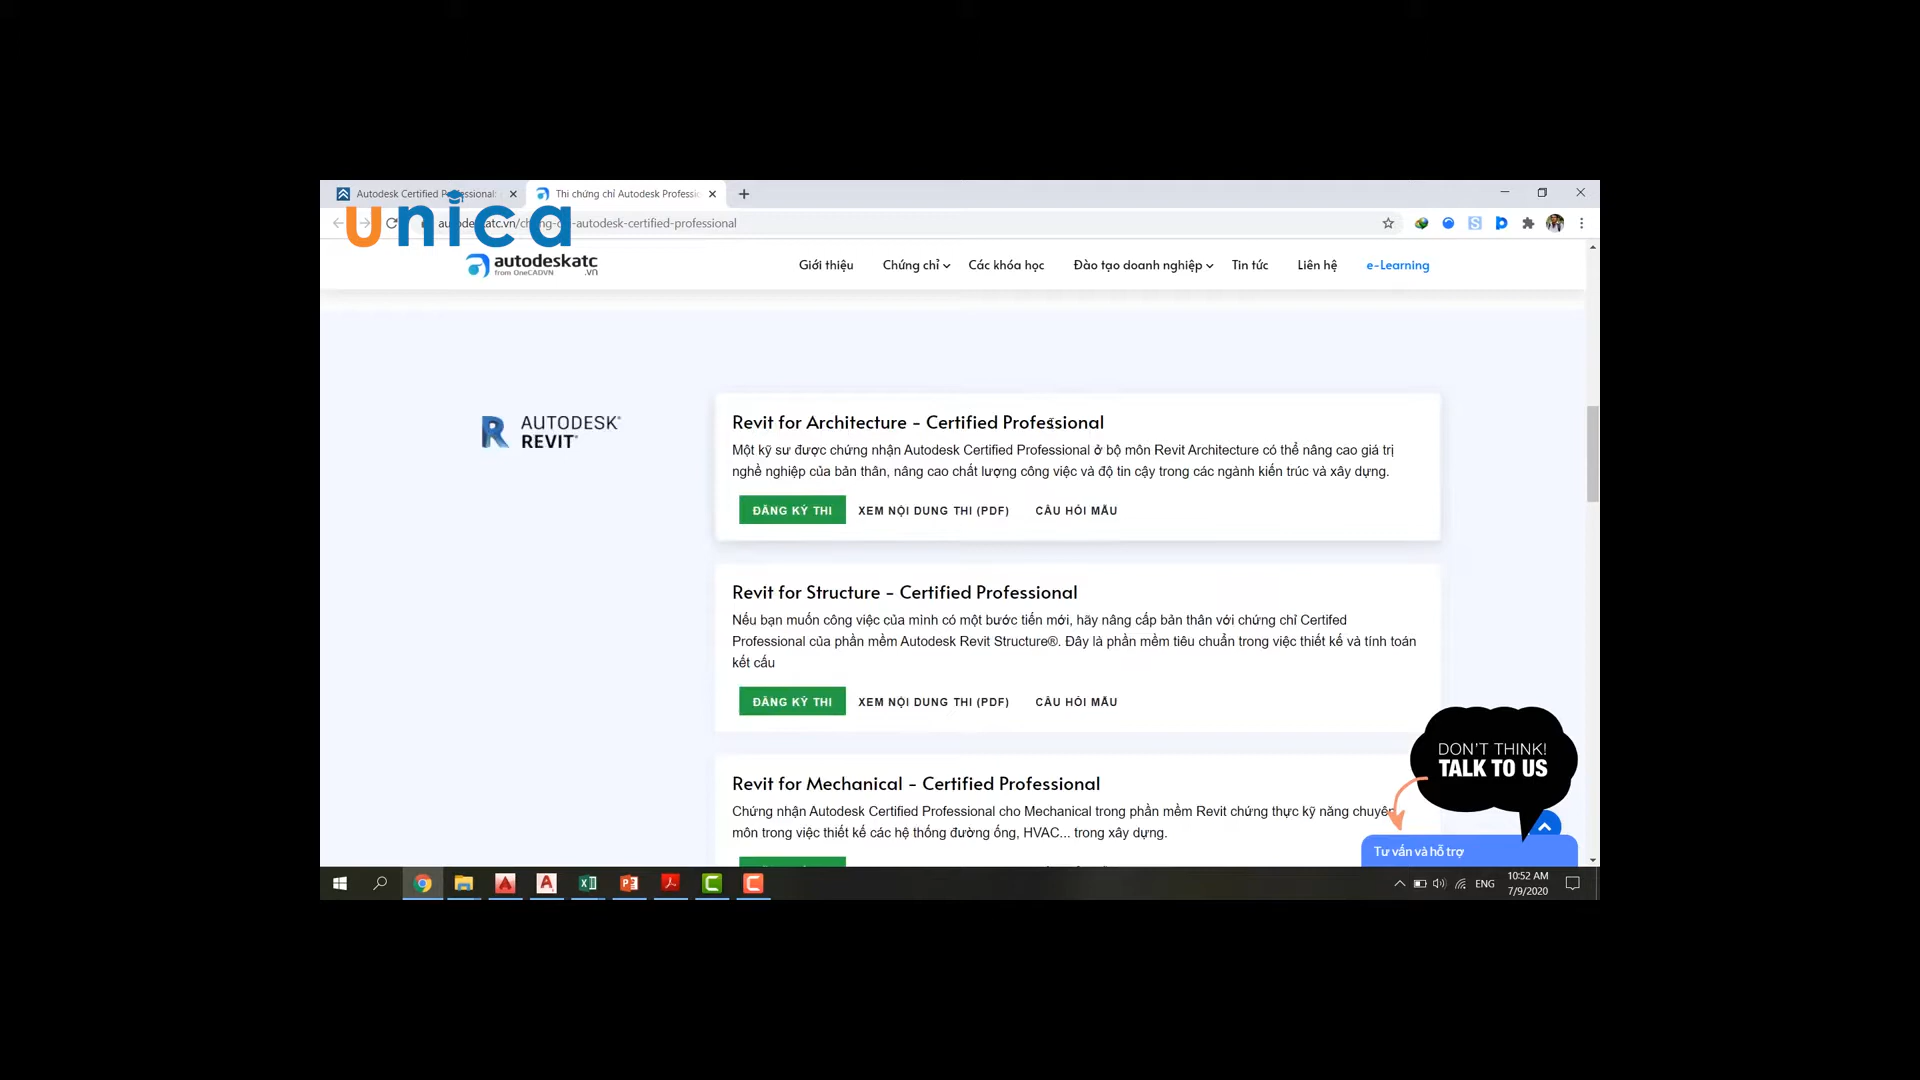 Autodesk Certified Professional:
Thi chứng chỉ Autodesk Professio
unica
-autodesk-certified-professional
autodeskatc
from OneCADVN .vn
Giới thiệu
Chứng chỉ
Các khóa học
Đào tạo doanh nghiệp
Tin tức
Liên hệ
e-Learning
AUTODESK®
REVIT®
Revit for Architecture - Certified Professional
Một kỹ sư được chứng nhận Autodesk Certified Professional ở bộ môn Revit Architecture có thể nâng cao giá trị
nghề nghiệp của bản thân, nâng cao chất lượng công việc và độ tin cậy trong các ngành kiến trúc và xây dựng.
ĐĂNG KÝ THI
XEM NỘI DUNG THI (PDF)
CÂU HỎI MẪU
Revit for Structure - Certified Professional
Nếu bạn muốn công việc của mình có một bước tiến mới, hãy nâng cấp bản thân với chứng chỉ Certifed
Professional của phần mềm Autodesk Revit Structure®. Đây là phần mềm tiêu chuẩn trong việc thiết kế và tính toán
kết cấu
ĐĂNG KÝ THI
XEM NỘI DUNG THI (PDF)
CÂU HỎI MẪU
Revit for Mechanical - Certified Professional
Chứng nhận Autodesk Certified Professional cho Mechanical trong phần mềm Revit chứng thực kỹ năng chuyên
môn trong việc thiết kế các hệ thống đường ống, HVAC... trong xây dựng.
DON'T THINK!
TALK TO US
Tư vấn và hỗ trợ
ENG
10:52 AM
7/9/2020